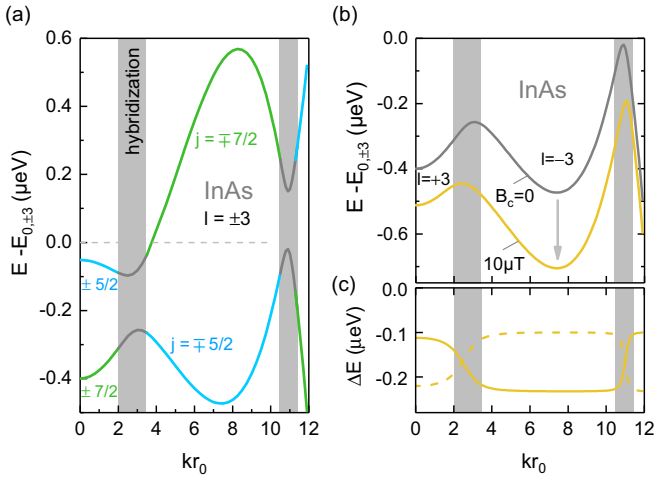 (a)
0.6
0.4
0.2
0.0
-0.2
-0.4
E -E0,±3 (μeV)
hybridization
j = ∓7/2
InAs
l = ±3
± 5/2
j = ∓5/2
± 7/2
0 2 4 6 8 10 12
kr0
(b)
0.0
-0.2
-0.4
-0.6
E -E0,±3 (μeV)
InAs
l=+3
l=−3
Bc=0
10μT
(c)
0.0
-0.1
-0.2
ΔE (μeV)
0 2 4 6 8 10 12
kr0